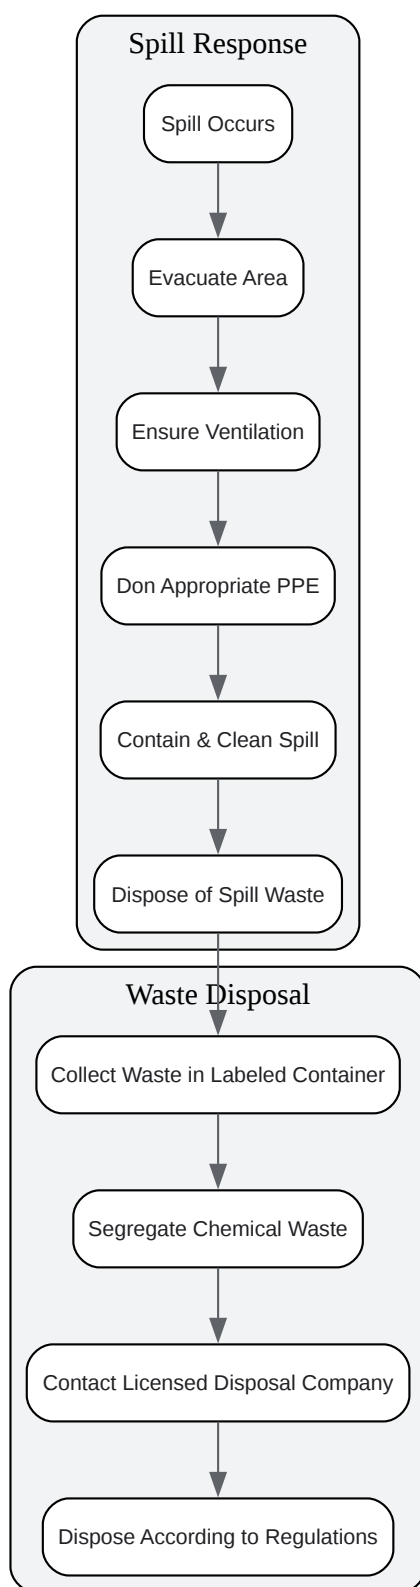 Spill Response
Spill Occurs
Evacuate Area
Ensure Ventilation
Don Appropriate PPE
Contain & Clean Spill
Dispose of Spill Waste
Waste Disposal
Collect Waste in Labeled Container
Segregate Chemical Waste
Contact Licensed Disposal Company
Dispose According to Regulations